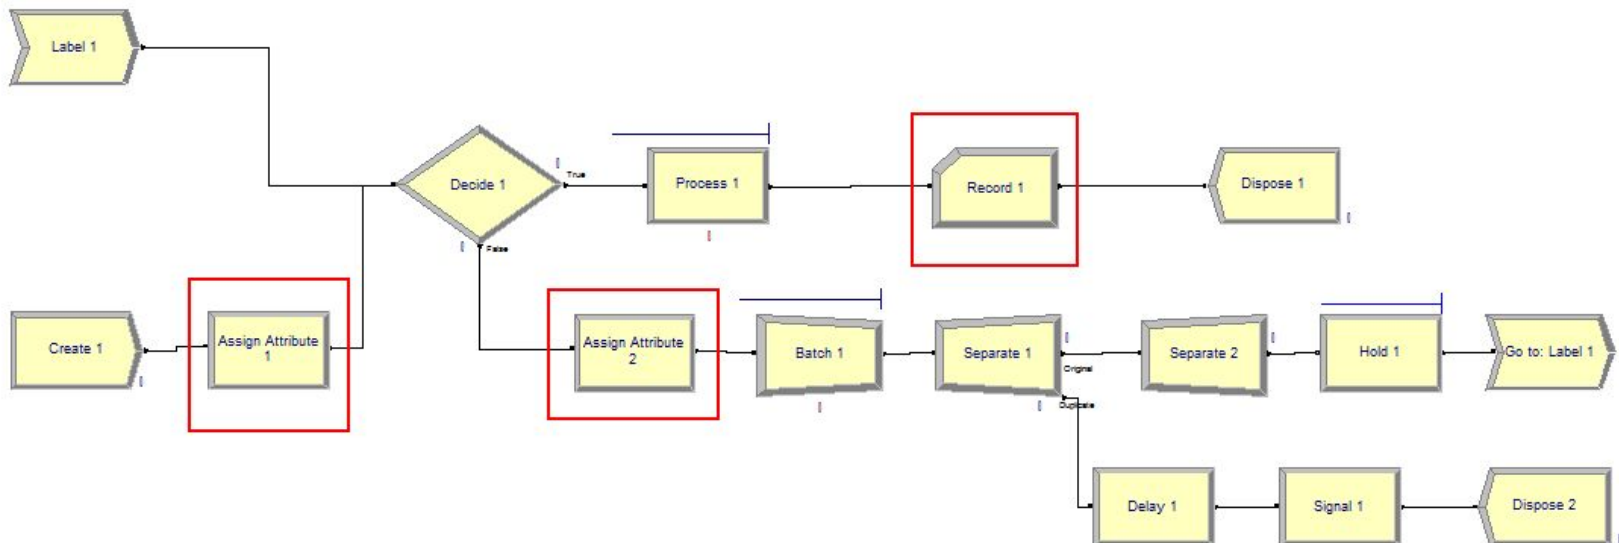 Label 1
Decide 1
True
False
Process 1
Record 1
Dispose 1
Create 1
Assign Attribute
1
Assign Attribute
2
Batch 1
Separate 1
Original
Duplicate
Separate 2
Hold 1
Go to: Label 1
Delay 1
Signal 1
Dispose 2